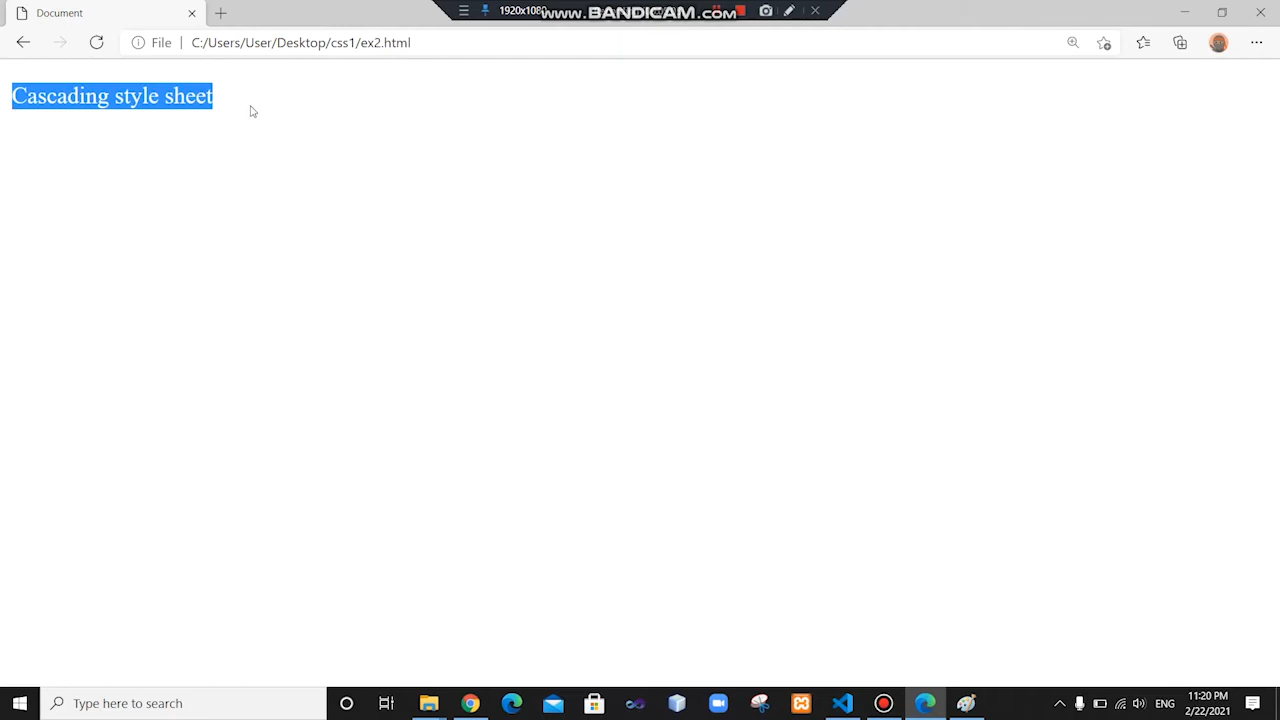 Document
1920x1080
www.BANDICAM.com
File
C:/Users/User/Desktop/css1/ex2.html
Cascading style sheet
Type here to search
ENG
11:20 PM
2/22/2021